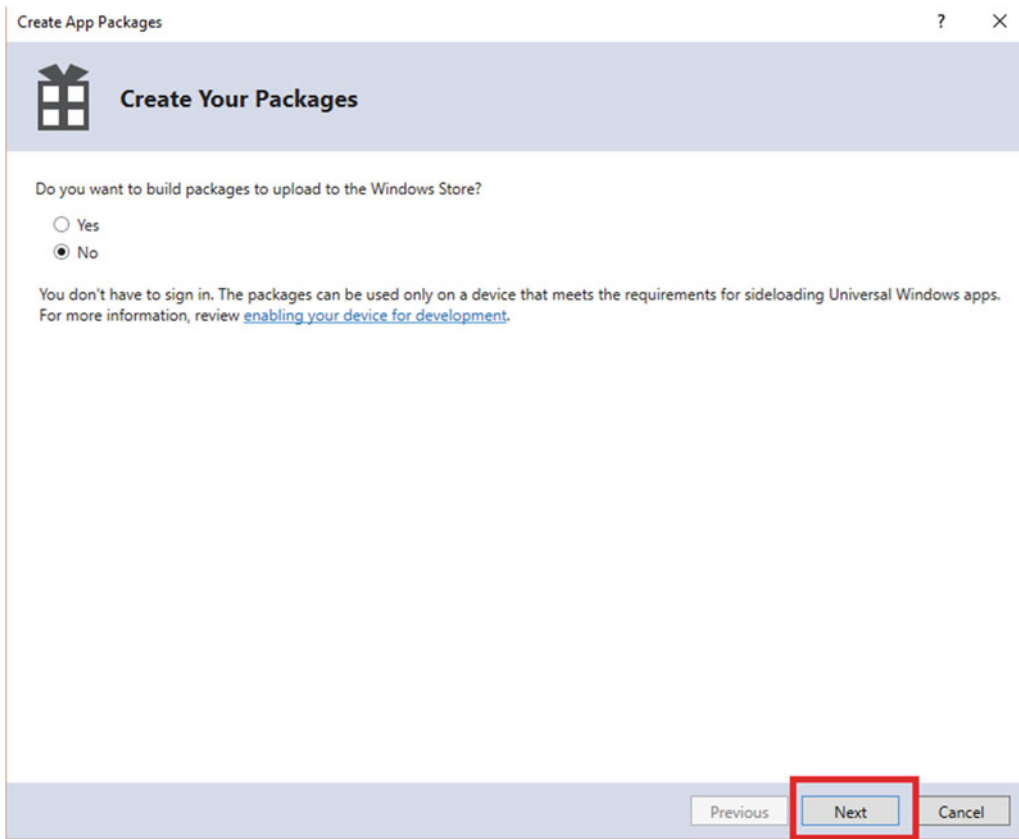 Create App Packages ?
Create Your Packages
Do you want to build packages to upload to the Windows Store?
Yes
No
You don't have to sign in. The packages can be used only on a device that meets the requirements for sideloading Universal Windows apps.
For more information, review enabling your device for development.
Previous Next Cancel